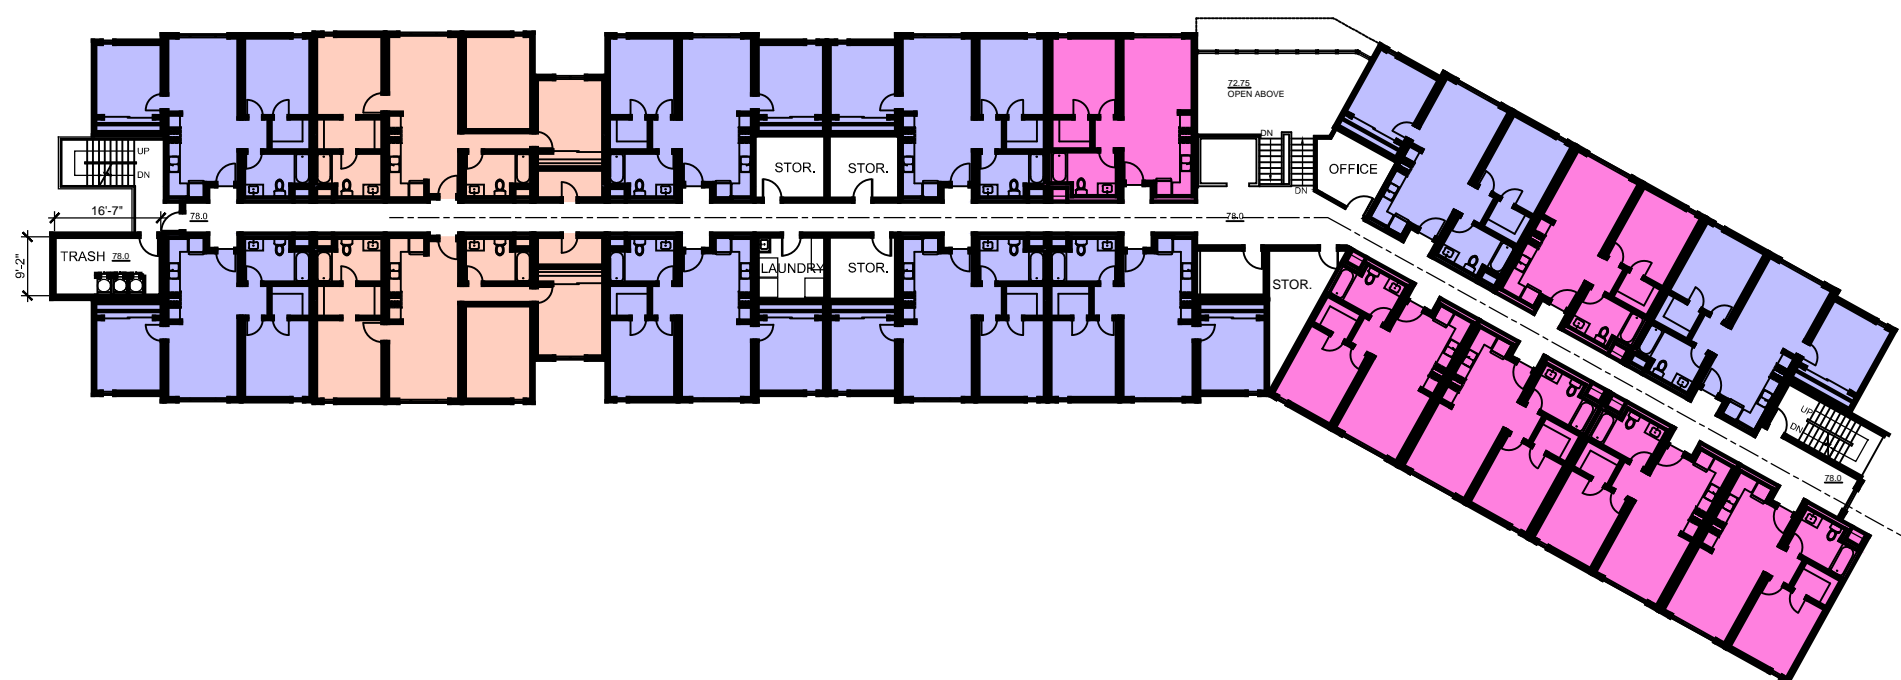 72.75
OPEN ABOVE
DN
UP
DN
STOR.
STOR.
OFFICE
DN
16'-7"
78.0
78.0
TRASH 78.0
9'-2"
LAUNDRY
STOR.
STOR.
UP
DN
78.0